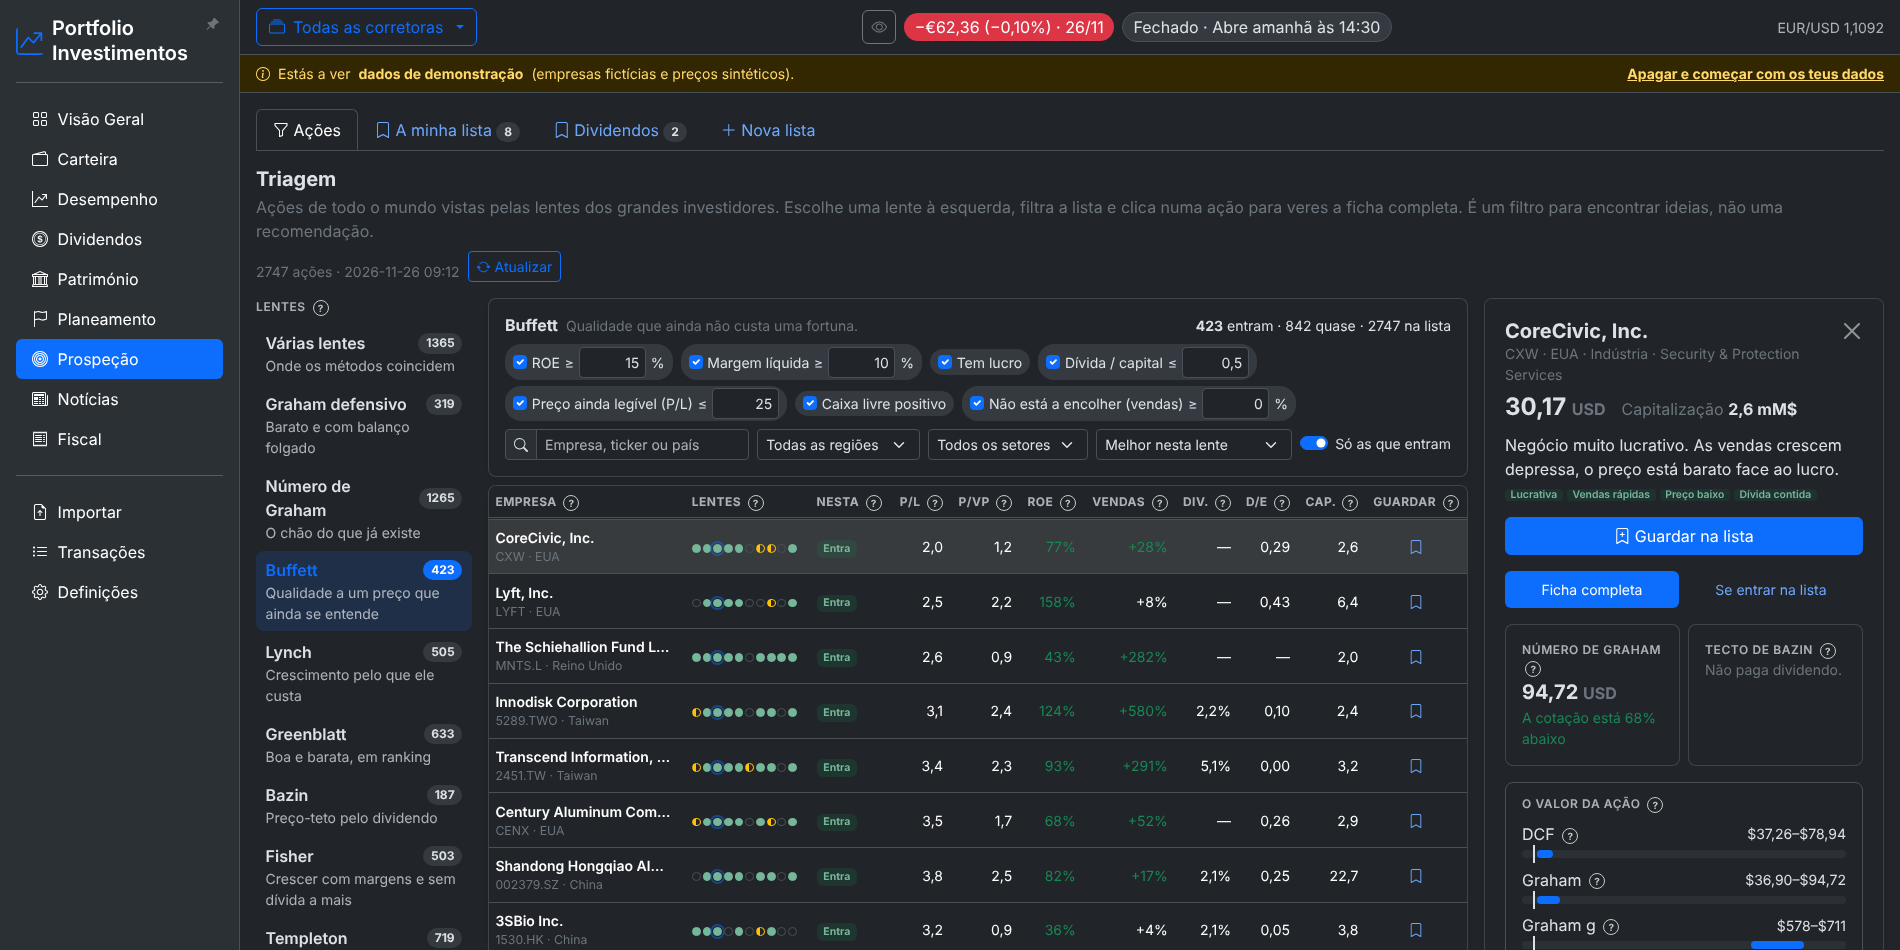 Portfolio
Investimentos
Visão Geral
Carteira
Desempenho
Dividendos
Património
Planeamento
Prospeção
Notícias
Fiscal
Importar
Transações
Definições
Todas as corretoras
−€62,36 (−0,10%) · 26/11
Fechado · Abre amanhã às 14:30
EUR/USD 1,1092
Estás a ver dados de demonstração (empresas fictícias e preços sintéticos).
Apagar e começar com os teus dados
Ações
A minha lista 8
Dividendos 2
+ Nova lista
Triagem
Ações de todo o mundo vistas pelas lentes dos grandes investidores. Escolhe uma lente à esquerda, filtra a lista e clica numa ação para veres a ficha completa. É um filtro para encontrar ideias, não uma
recomendação.
2747 ações · 2026-11-26 09:12
Atualizar
LENTES ?
Várias lentes 1365
Onde os métodos coincidem
Graham defensivo 319
Barato e com balanço
folgado
Número de
Graham 1265
O chão do que já existe
Buffett 423
Qualidade a um preço que
ainda se entende
Lynch 505
Crescimento pelo que ele
custa
Greenblatt 633
Boa e barata, em ranking
Bazin 187
Preço-teto pelo dividendo
Fisher 503
Crescer com margens e sem
dívida a mais
Templeton 719
Buffett Qualidade que ainda não custa uma fortuna.
423 entram · 842 quase · 2747 na lista
ROE ≥ 15 %
Margem líquida ≥ 10 %
Tem lucro
Dívida / capital ≤ 0,5
Preço ainda legível (P/L) ≤ 25
Caixa livre positivo
Não está a encolher (vendas) ≥ 0 %
Empresa, ticker ou país
Todas as regiões
Todos os setores
Melhor nesta lente
Só as que entram
EMPRESA ? LENTES ? NESTA ? P/L ? P/VP ? ROE ? VENDAS ? DIV. ? D/E ? CAP. ? GUARDAR ?
CoreCivic, Inc.
CXW · EUA
Entra 2,0 1,2 77% +28% — 0,29 2,6
Lyft, Inc.
LYFT · EUA
Entra 2,5 2,2 158% +8% — 0,43 6,4
The Schiehallion Fund L...
MNTS.L · Reino Unido
Entra 2,6 0,9 43% +282% — — 2,0
Innodisk Corporation
5289.TWO · Taiwan
Entra 3,1 2,4 124% +580% 2,2% 0,10 2,4
Transcend Information, ...
2451.TW · Taiwan
Entra 3,4 2,3 93% +291% 5,1% 0,00 3,2
Century Aluminum Com...
CENX · EUA
Entra 3,5 1,7 68% +52% — 0,26 2,9
Shandong Hongqiao Al...
002379.SZ · China
Entra 3,8 2,5 82% +17% 2,1% 0,25 22,7
3SBio Inc.
1530.HK · China
Entra 3,2 0,9 36% +4% 2,1% 0,05 3,8
CoreCivic, Inc.
CXW · EUA · Indústria · Security & Protection
Services
30,17 USD Capitalização 2,6 mM$
Negócio muito lucrativo. As vendas crescem
depressa, o preço está barato face ao lucro.
Lucrativa Vendas rápidas Preço baixo Dívida contida
Guardar na lista
Ficha completa
Se entrar na lista
NÚMERO DE GRAHAM
?
94,72 USD
A cotação está 68%
abaixo
TECTO DE BAZIN ?
Não paga dividendo.
O VALOR DA AÇÃO ?
DCF ? $37,26–$78,94
Graham ? $36,90–$94,72
Graham g ? $578–$711